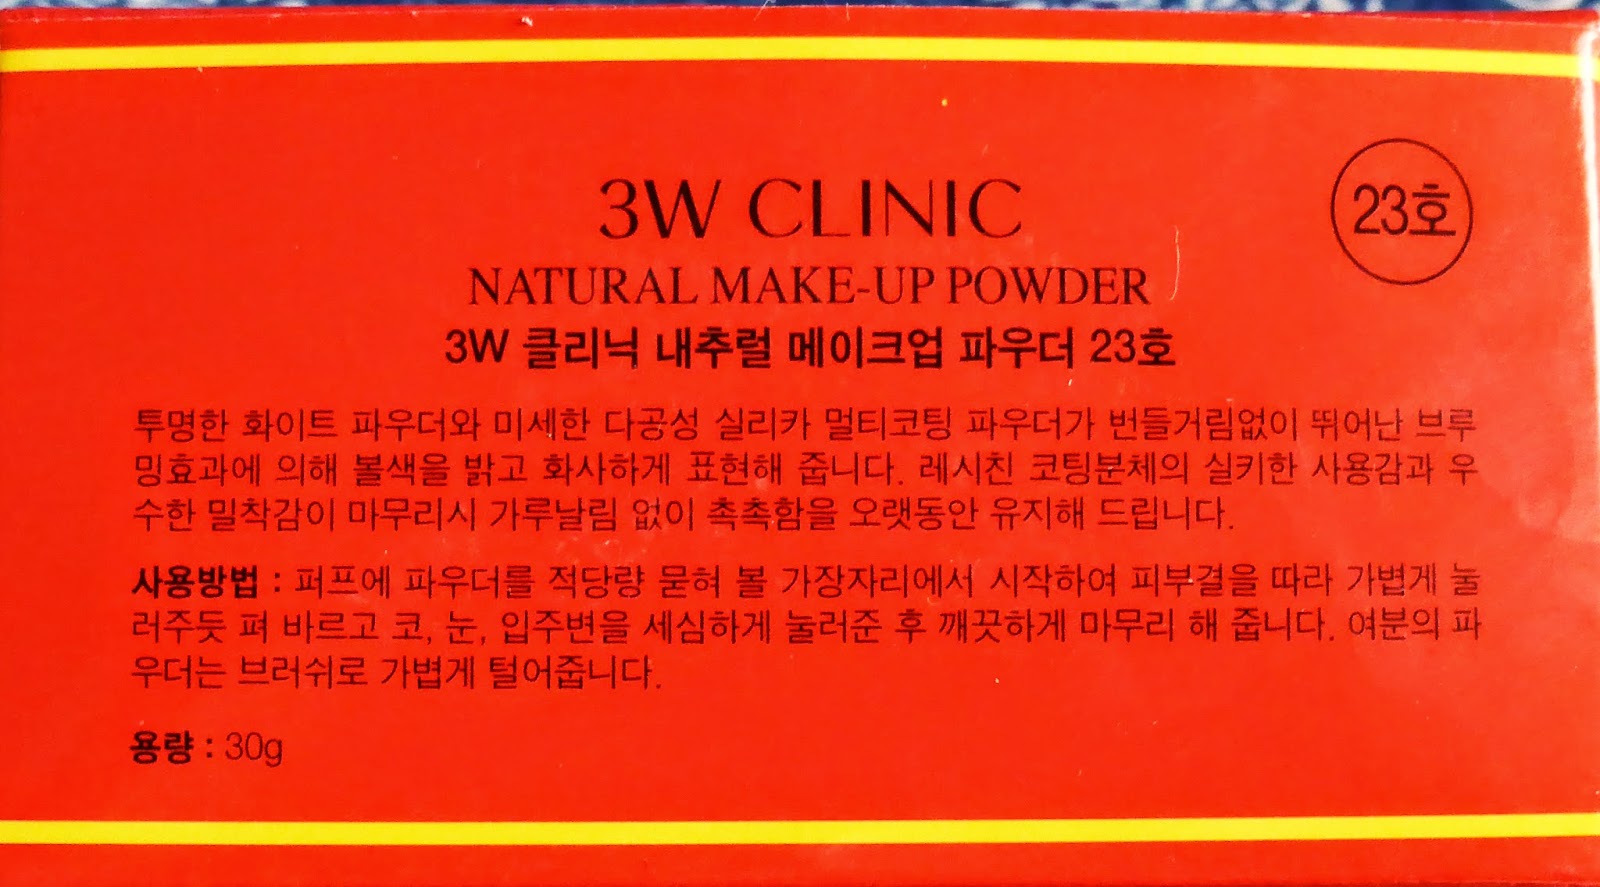 3W CLINIC
23호
NATURAL MAKE-UP POWDER
3W 클리닉 내추럴 메이크업 파우더 23호
투명한 화이트 파우더와 미세한 다공성 실리카 멀티코팅 파우더가 번들거림없이 뛰어난 브루
밍효과에 의해 볼색을 밝고 화사하게 표현해 줍니다. 레시친 코팅분체의 실키한 사용감과 우
수한 밀착감이 마무리시 가루날림 없이 촉촉함을 오랫동안 유지해 드립니다.
사용방법 : 퍼프에 파우더를 적당량 묻혀 볼 가장자리에서 시작하여 피부결을 따라 가볍게 눌
러주듯 펴 바르고 코, 눈, 입주변을 세심하게 눌러준 후 깨끗하게 마무리 해 줍니다. 여분의 파
우더는 브러쉬로 가볍게 털어줍니다.
용량 : 30g